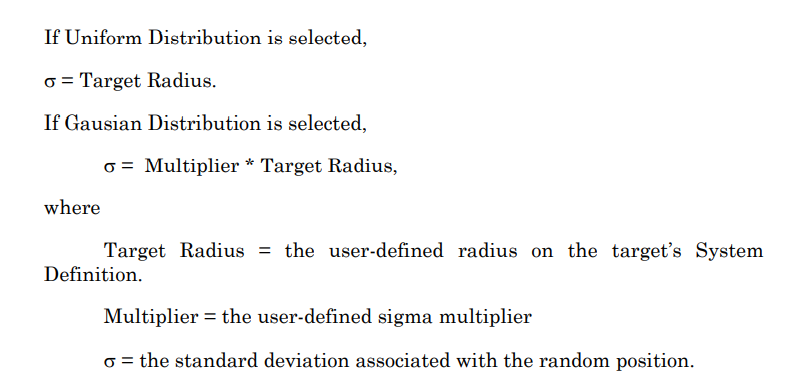 If Uniform Distribution is selected,
σ = Target Radius.
If Gausian Distribution is selected,
σ = Multiplier * Target Radius,
where
Target Radius = the user-defined radius on the target’s System
Definition.
Multiplier = the user-defined sigma multiplier
σ = the standard deviation associated with the random position.